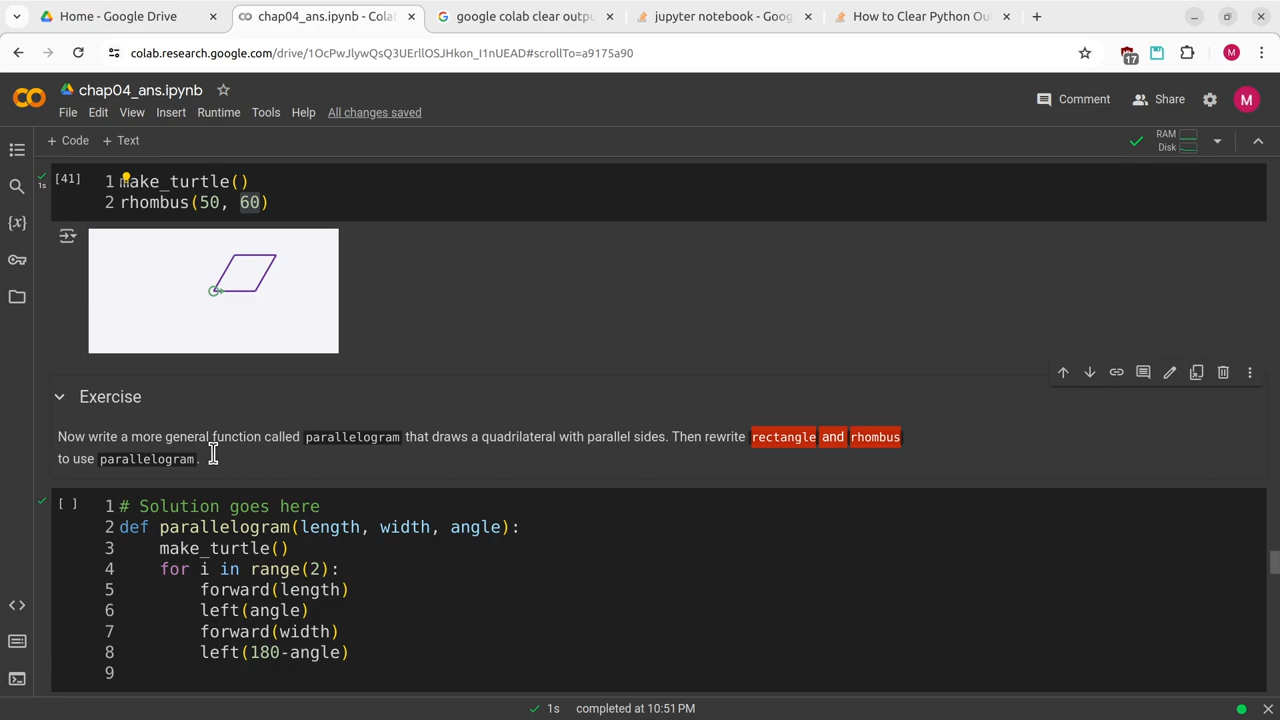 Home - Google Drive
chap04_ans.ipynb - Colab
google colab clear outpu
jupyter notebook - Goog
How to Clear Python Ou
colab.research.google.com/drive/1OcPwJlywQsQ3UErllOSJHkon_I1nUEAD#scrollTo=a9175a90
17
M
chap04_ans.ipynb
Comment
Share
M
File Edit View Insert Runtime Tools Help All changes saved
+ Code + Text
RAM
Disk
[41]
1s
1 make_turtle()
2 rhombus(50, 60)
Exercise
Now write a more general function called parallelogram that draws a quadrilateral with parallel sides. Then rewrite rectangle and rhombus
to use parallelogram.
[ ]
1 # Solution goes here
2 def parallelogram(length, width, angle):
3 make_turtle()
4 for i in range(2):
5 forward(length)
6 left(angle)
7 forward(width)
8 left(180-angle)
9
1s completed at 10:51PM